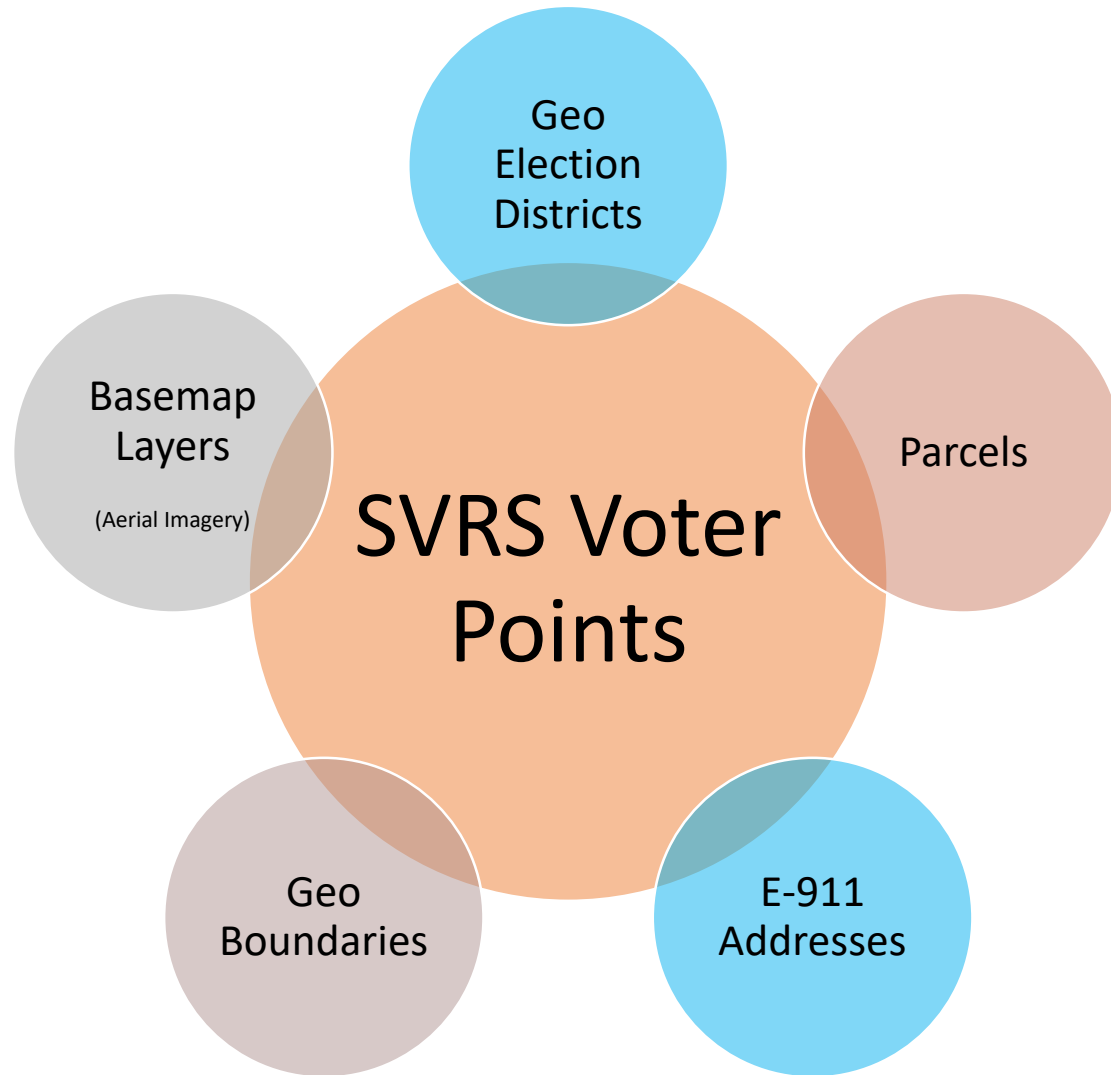 Geo
Election
Districts
Basemap
Layers
(Aerial Imagery)
Parcels
SVRS Voter
Points
Geo
Boundaries
E-911
Addresses